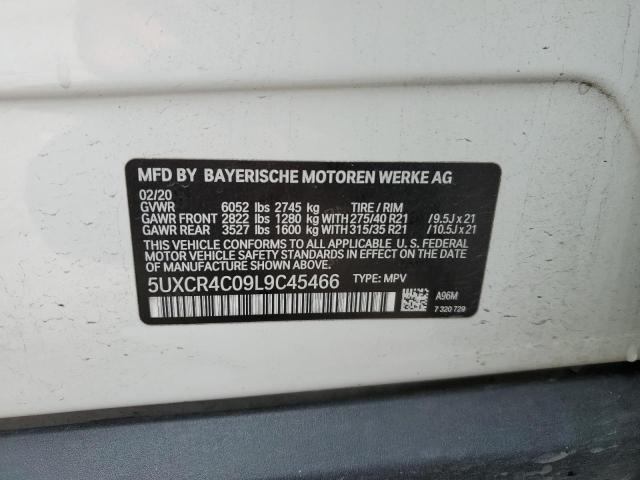 MFD BY BAYERISCHE MOTOREN WERKE AG
02/20
GVWR 6052 lbs 2745 kg TIRE / RIM
GAWR FRONT 2822 lbs 1280 kg WITH 275/40 R21 /9.5J x 21
GAWR REAR 3527 lbs 1600 kg WITH 315/35 R21 /10.5J x 21
THIS VEHICLE CONFORMS TO ALL APPLICABLE U. S. FEDERAL
MOTOR VEHICLE SAFETY STANDARDS IN EFFECT ON THE DATE
OF MANUFACTURE SHOWN ABOVE.
5UXCR4C09L9C45466 TYPE: MPV
A96M
7 320 729